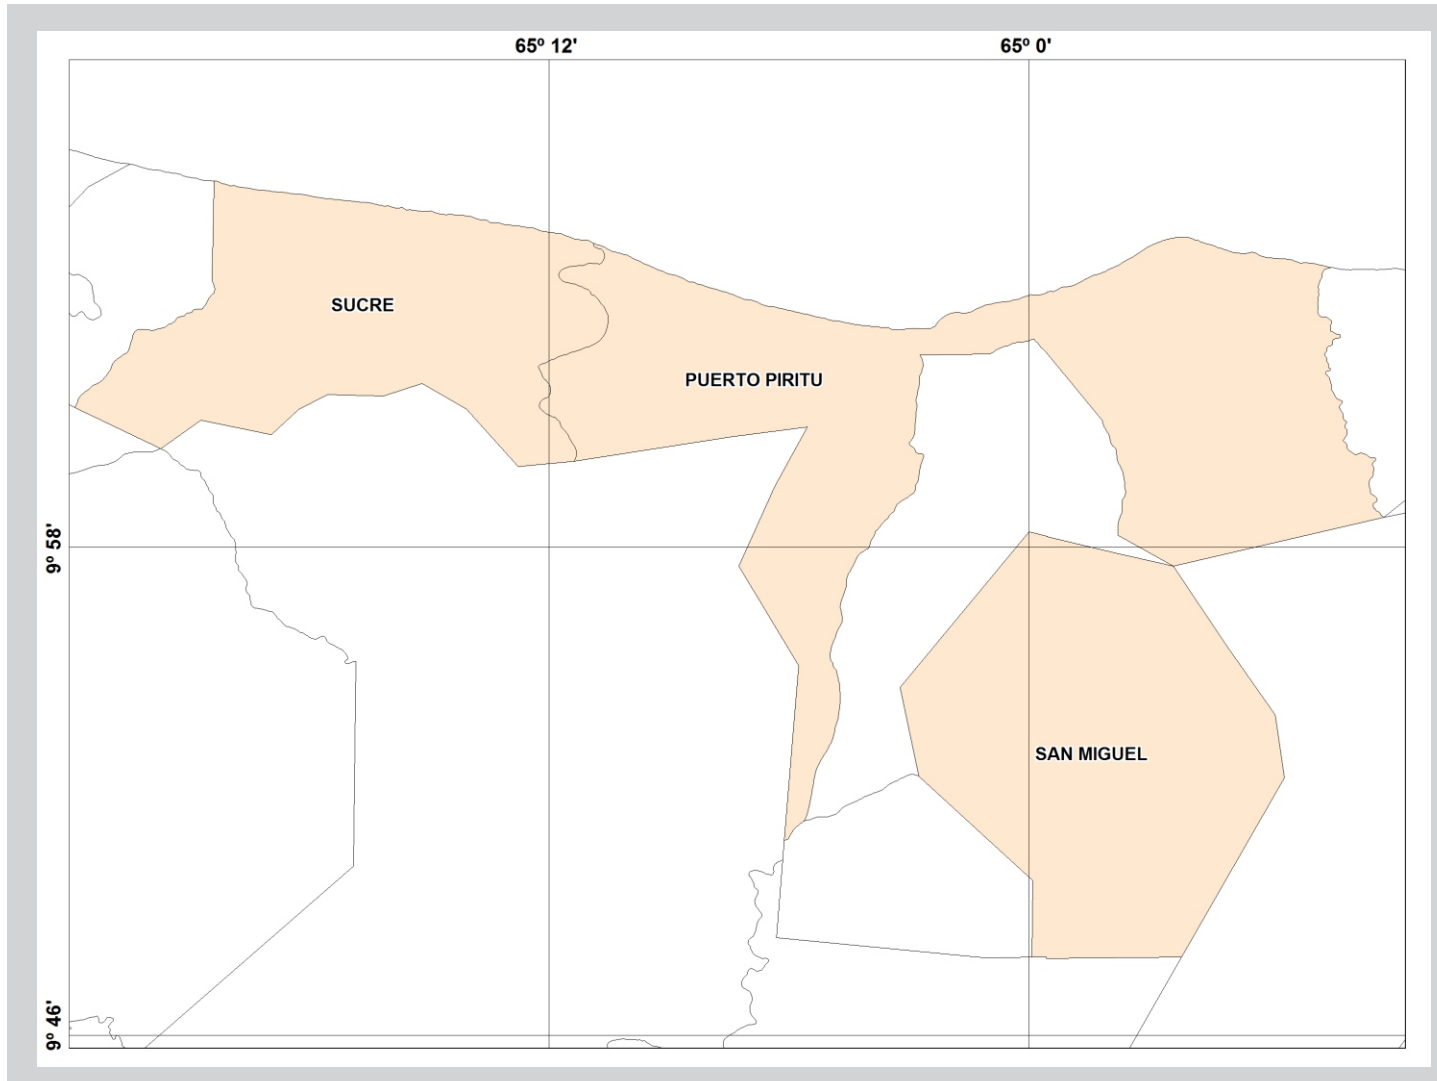 65º 12'
65º 0'
SUCRE
PUERTO PIRITU
9º 58'
SAN MIGUEL
9º 46'